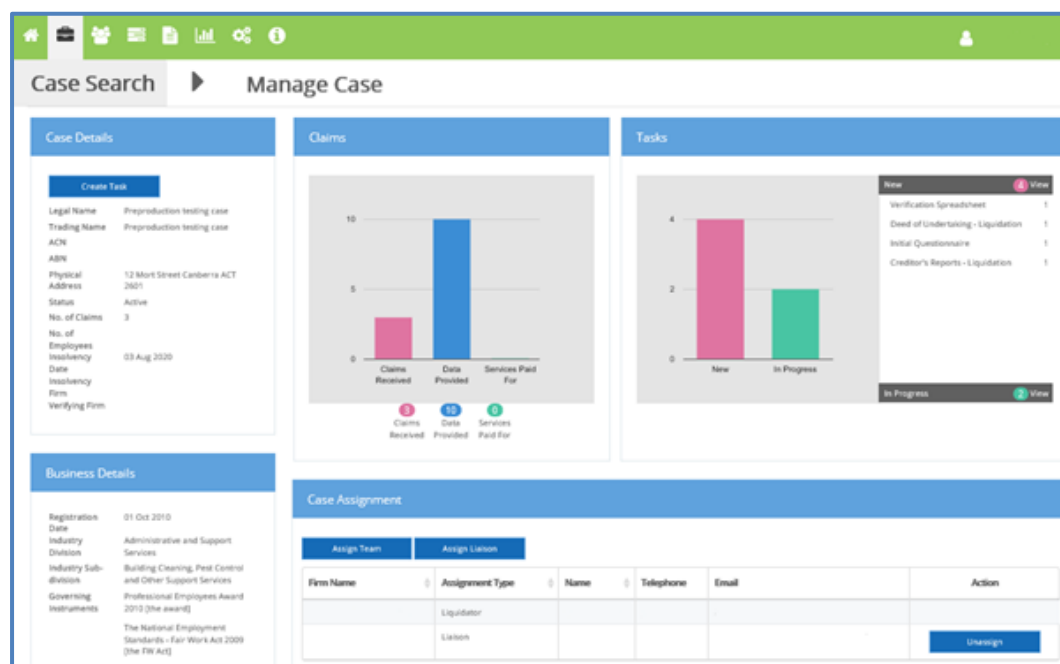 Case Search
Manage Case
Case Details
Create Task
Legal Name Preproduction testing case
Trading Name Preproduction testing case
ACN
ABN
Physical 12 Mort Street Canberra ACT
Address 2601
Status Active
No. of Claims 3
No. of
Employees
Insolvency 03 Aug 2020
Date
Insolvency
Firm
Verifying Firm
Business Details
Registration 01 Oct 2010
Date
Industry Administrative and Support
Division Services
Industry Sub- Building Cleaning, Pest Control
division and Other Support Services
Governing Professional Employees Award
Instruments 2010 [the award]
The National Employment
Standards - Fair Work Act 2009
[the FW Act]
Claims
10
5
0
Claims Data Services Paid
Received Provided For
3 10 0
Claims Data Services
Received Provided Paid For
Tasks
4
2
0
New In Progress
New 4 View
Verification Spreadsheet 1
Deed of Undertaking - Liquidation 1
Initial Questionnaire 1
Creditor's Reports - Liquidation 1
In Progress 2 View
Case Assignment
Assign Team Assign Liaison
Firm Name Assignment Type Name Telephone Email Action
Liquidator
Liaison Unassign